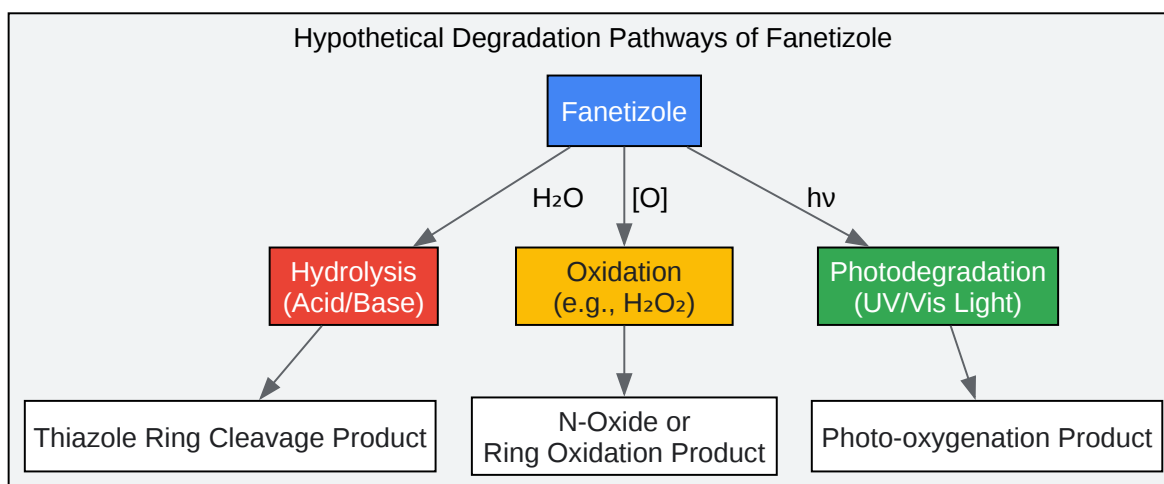 Hypothetical Degradation Pathways of Fanetizole
Fanetizole
H₂O
[O]
hν
Hydrolysis
(Acid/Base)
Oxidation
(e.g., H₂O₂)
Photodegradation
(UV/Vis Light)
Thiazole Ring Cleavage Product
N-Oxide or
Ring Oxidation Product
Photo-oxygenation Product